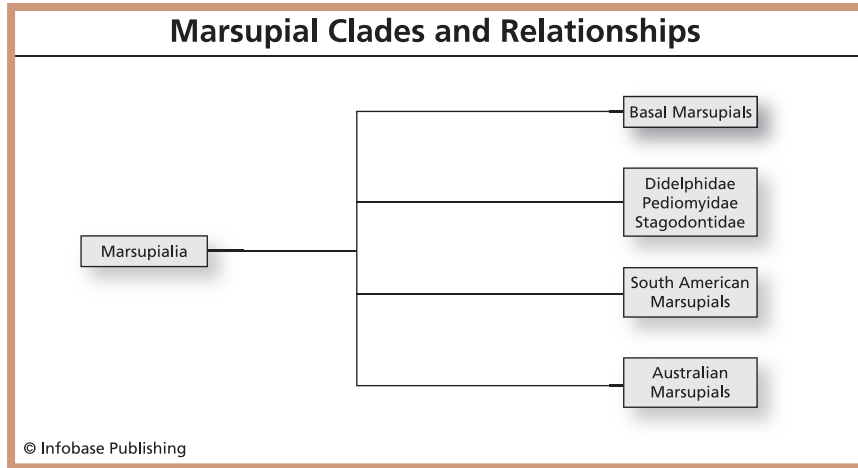 Marsupial Clades and Relationships
Basal Marsupials
Didelphidae
Pediomyidae
Stagodontidae
Marsupialia
South American
Marsupials
Australian
Marsupials
© Infobase Publishing